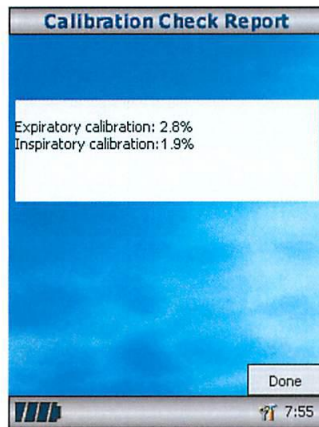 Calibration Check Report
Expiratory calibration: 2.8%
Inspiratory calibration:1.9%
Done
7:55